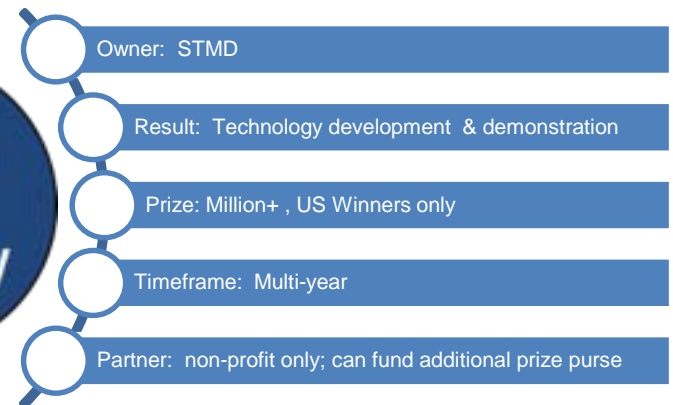 Owner:  STMD
Result:  Technology development  & demonstration
Prize: Million+ , US Winners only
Timeframe:  Multi-year
Partner:  non-profit only; can fund additional prize purse